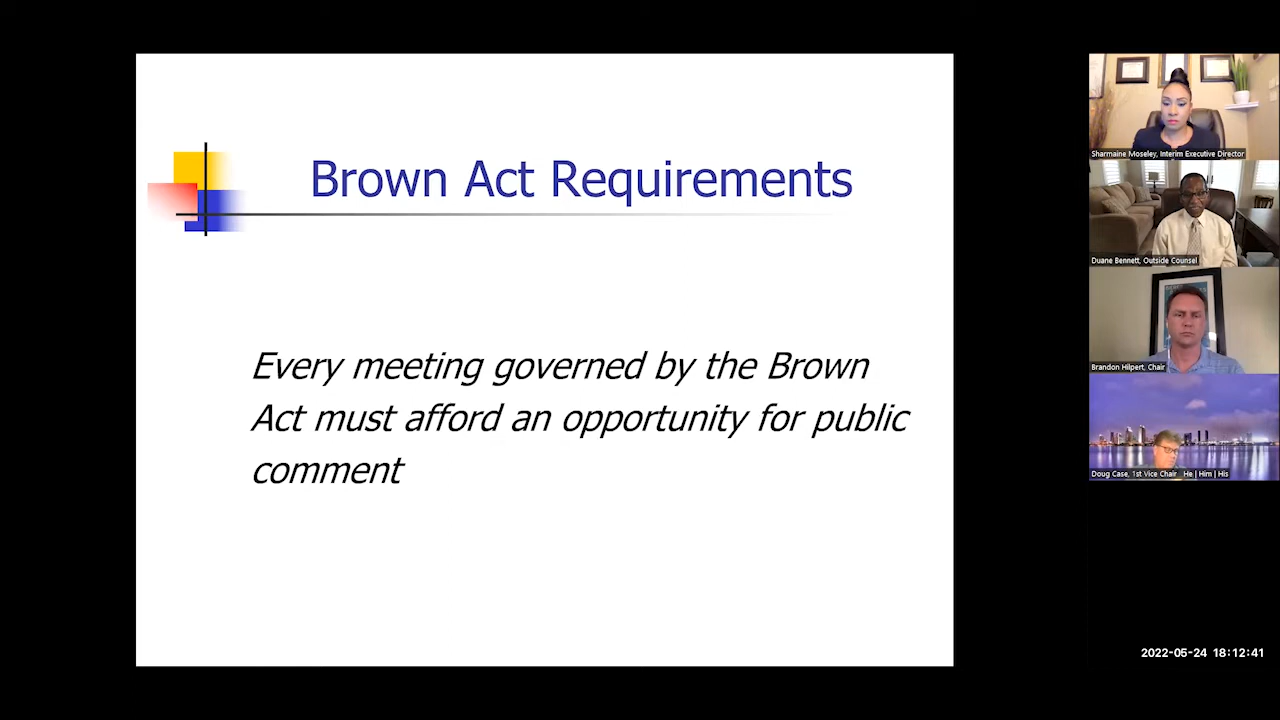 Brown Act Requirements
Every meeting governed by the Brown
Act must afford an opportunity for public
comment
Sharmaine Moseley, Interim Executive Director
Duane Bennett, Outside Counsel
Brandon Hilpert, Chair
Doug Case, 1st Vice Chair He | Him | His
2022-05-24 18:12:41